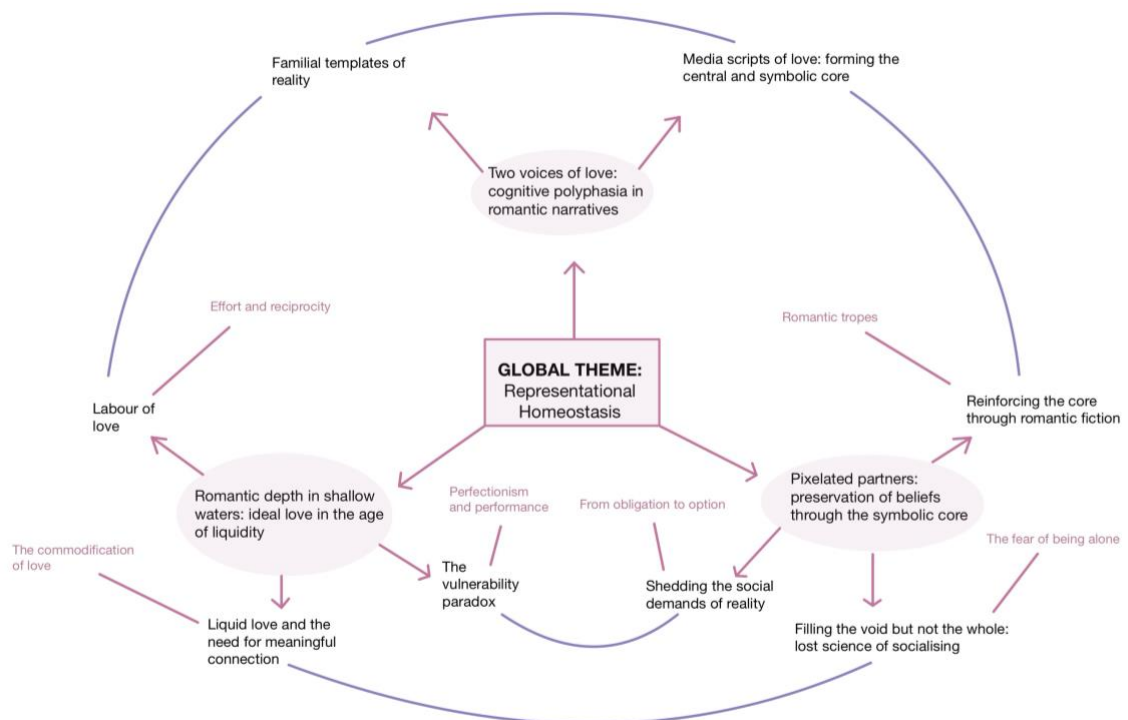 Familial templates of
reality
Media scripts of love: forming the
central and symbolic core
Two voices of love:
cognitive polyphasia in
romantic narratives
Effort and reciprocity
Romantic tropes
GLOBAL THEME:
Representational
Homeostasis
Labour of
love
Reinforcing the core
through romantic fiction
Romantic depth in shallow
waters: ideal love in the age
of liquidity
Perfectionism
and performance
From obligation to option
Pixelated partners:
preservation of beliefs
through the symbolic core
The commodification
of love
The fear of being alone
The
vulnerability
paradox
Shedding the social
demands of reality
Liquid love and the
need for meaningful
connection
Filling the void but not the whole:
lost science of socialising